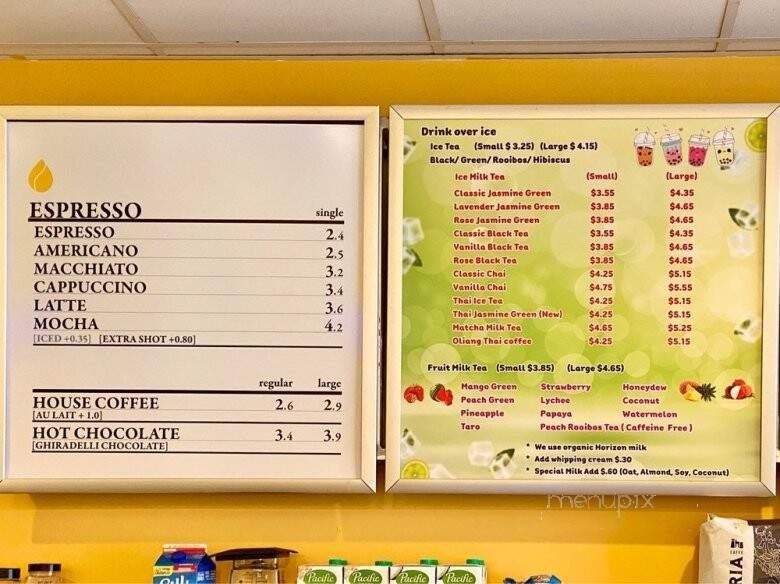 ESPRESSO single
ESPRESSO 2.4
AMERICANO 2.5
MACCHIATO 3.2
CAPPUCCINO 3.4
LATTE 3.6
MOCHA 4.2
[ICED +0.35] [EXTRA SHOT +0.80]
regular large
HOUSE COFFEE 2.6 2.9
[AU LAIT + 1.0]
HOT CHOCOLATE 3.4 3.9
[GHIRADELLI CHOCOLATE]
Drink over ice
Ice Tea (Small $ 3.25) (Large $ 4.15)
Black/ Green/ Rooibos/ Hibiscus
Ice Milk Tea (Small) (Large)
Classic Jasmine Green $3.55 $4.35
Lavender Jasmine Green $3.85 $4.65
Rose Jasmine Green $3.85 $4.65
Classic Black Tea $3.55 $4.35
Vanilla Black Tea $3.85 $4.65
Rose Black Tea $3.85 $4.65
Classic Chai $4.25 $5.15
Vanilla Chai $4.75 $5.55
Thai Ice Tea $4.25 $5.15
Thai Jasmine Green (New) $4.25 $5.15
Matcha Milk Tea $4.65 $5.25
Oliang Thai coffee $4.25 $5.15
Fruit Milk Tea (Small $3.85) (Large $4.65)
Mango Green Strawberry Honeydew
Peach Green Lychee Coconut
Pineapple Papaya Watermelon
Taro Peach Rooibos Tea ( Caffeine Free )
* We use organic Horizon milk
* Add whipping cream $.30
* Special Milk Add $.60 (Oat, Almond, Soy, Coconut)
menupix
Pacific Pacific Pacific Pacific